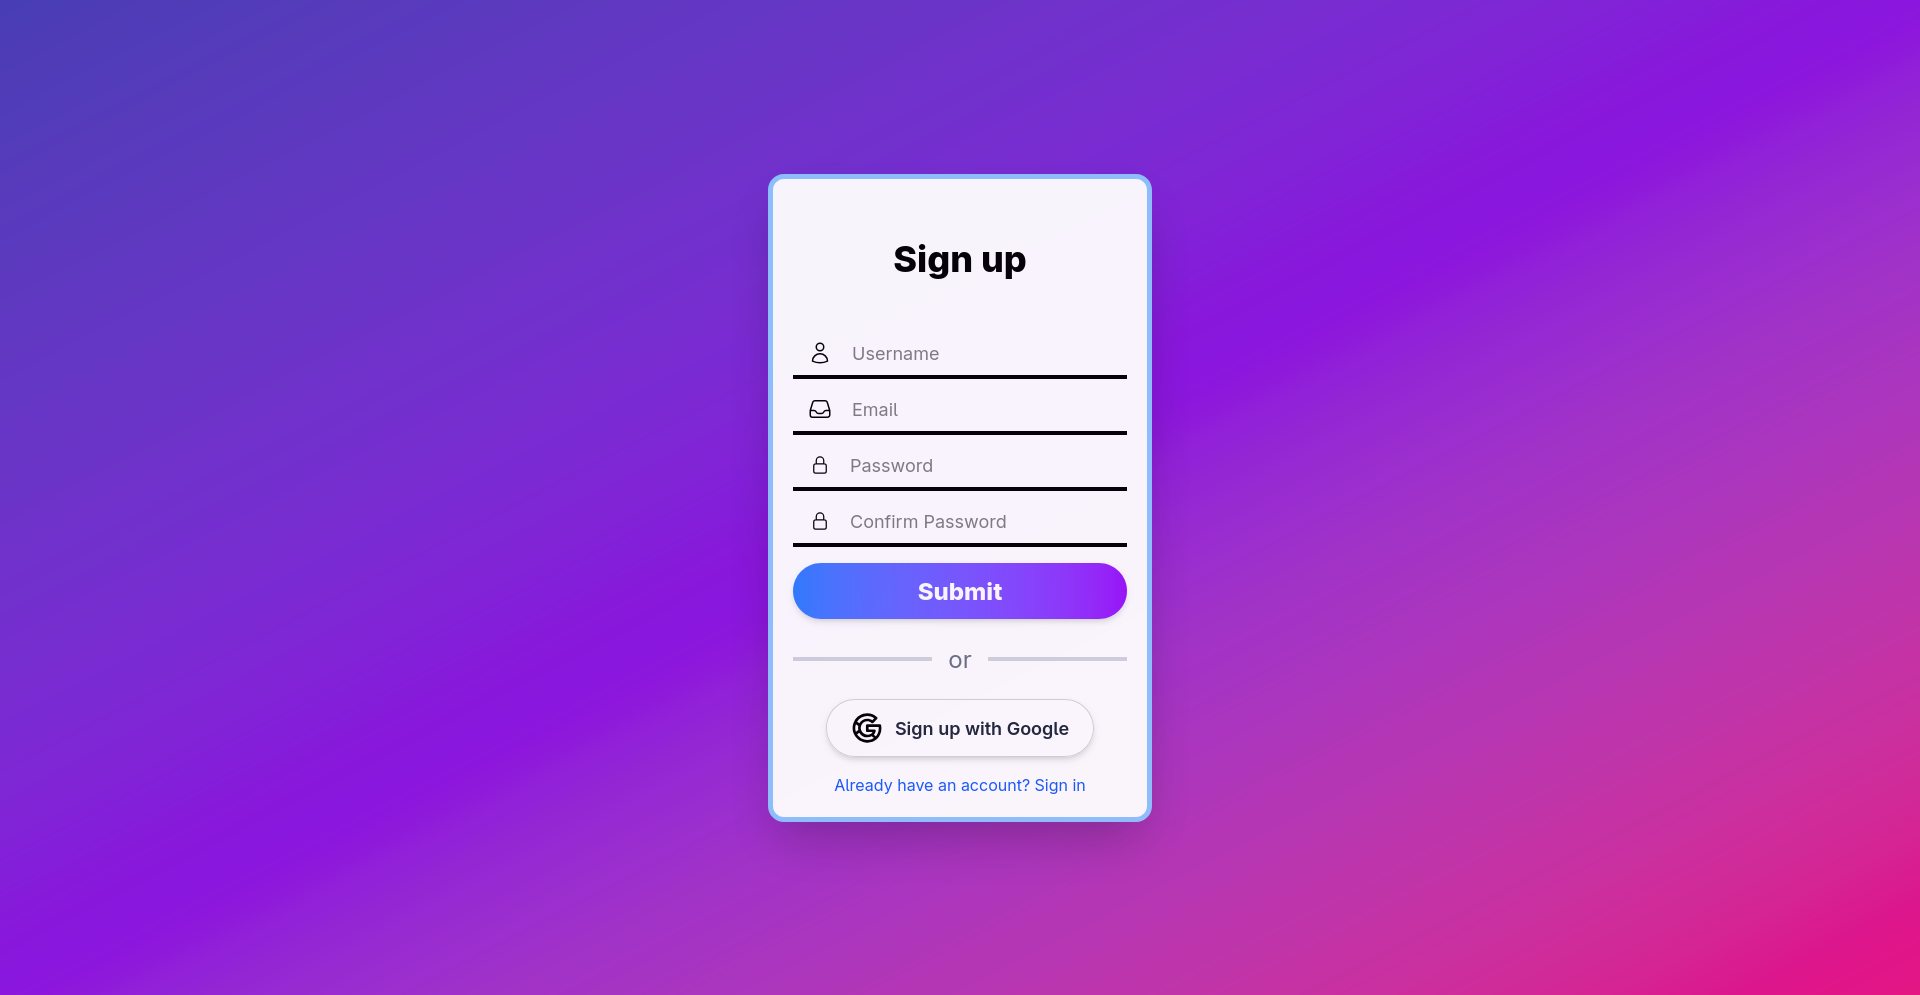 Sign up
Username
Email
Password
Confirm Password
Submit
or
Sign up with Google
Already have an account? Sign in